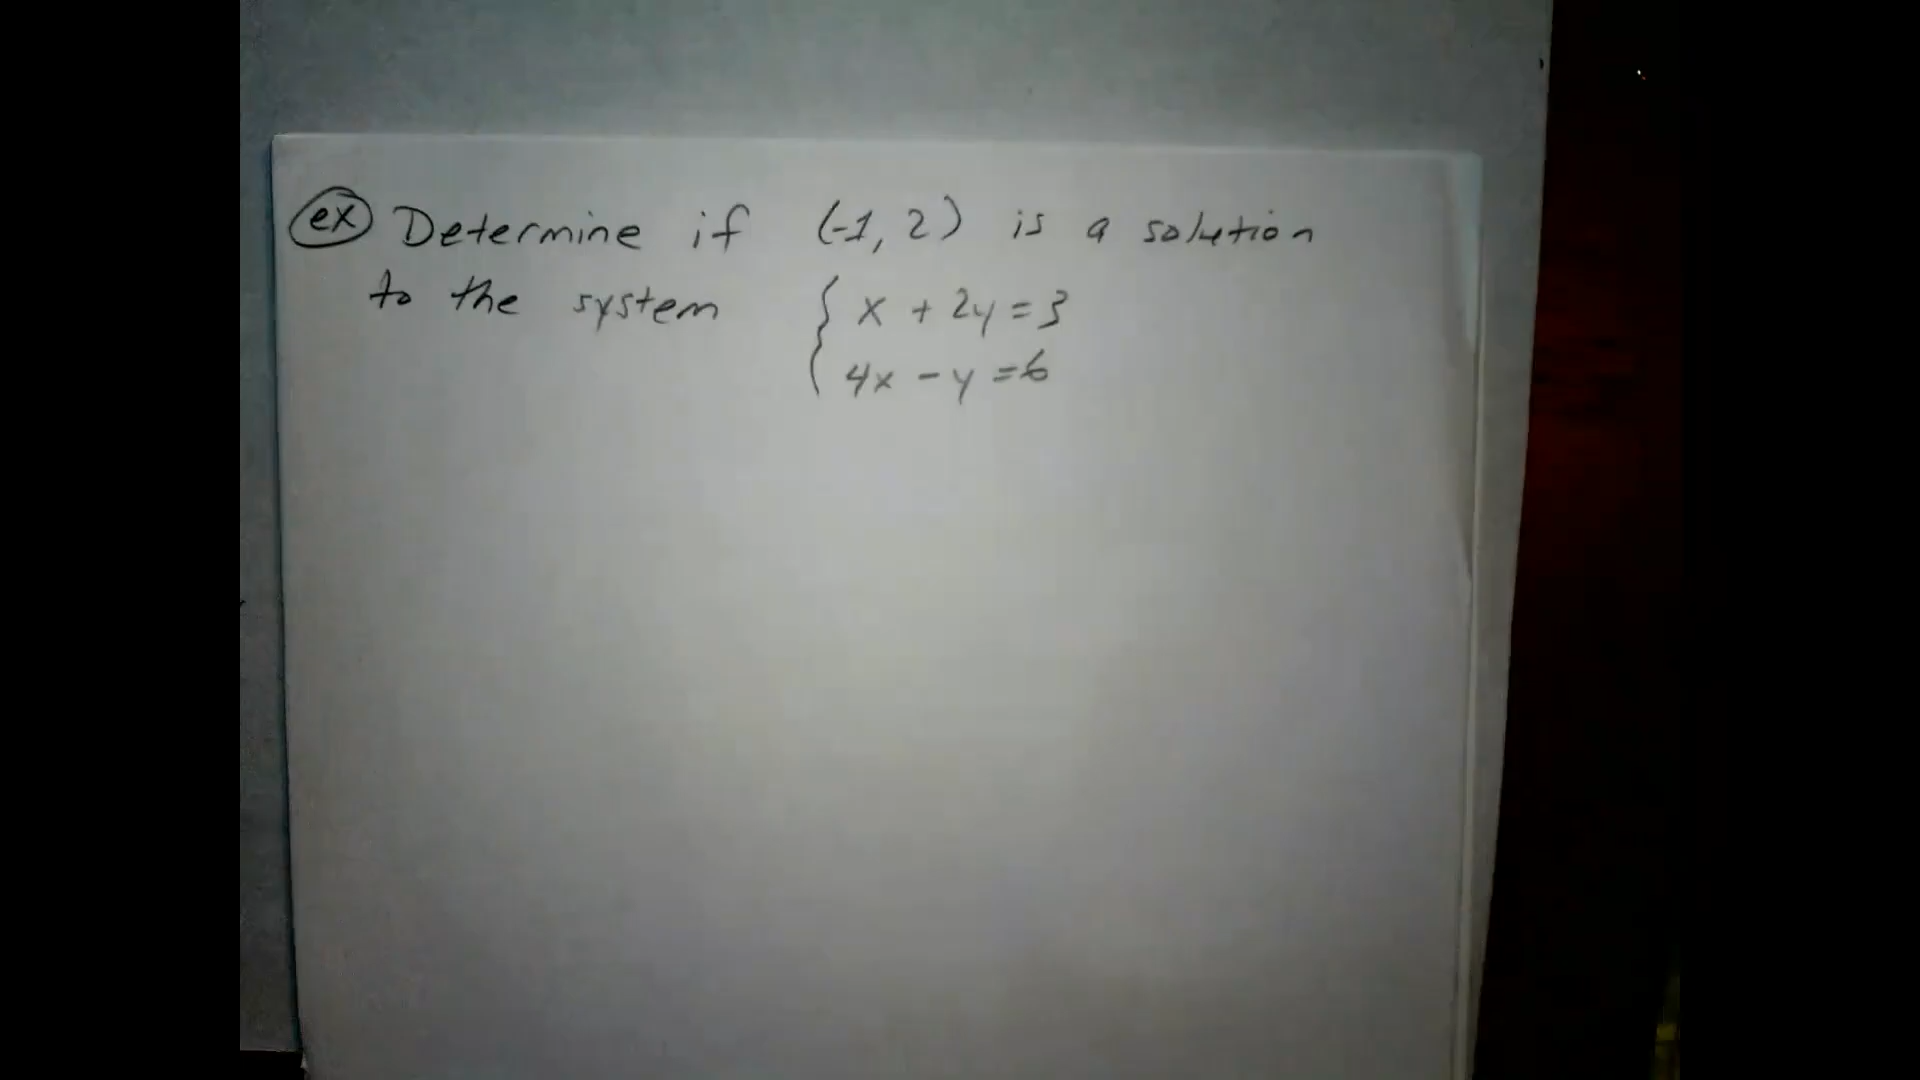 ex Determine if (-1, 2) is a solution
to the system { x + 2y = 3
4x - y = 6